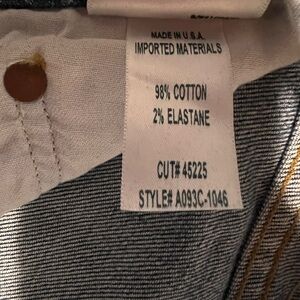 MADE IN U.S.A.
IMPORTED MATERIALS
98% COTTON
2% ELASTANE
CUT# 45225
STYLE# A093C-1046